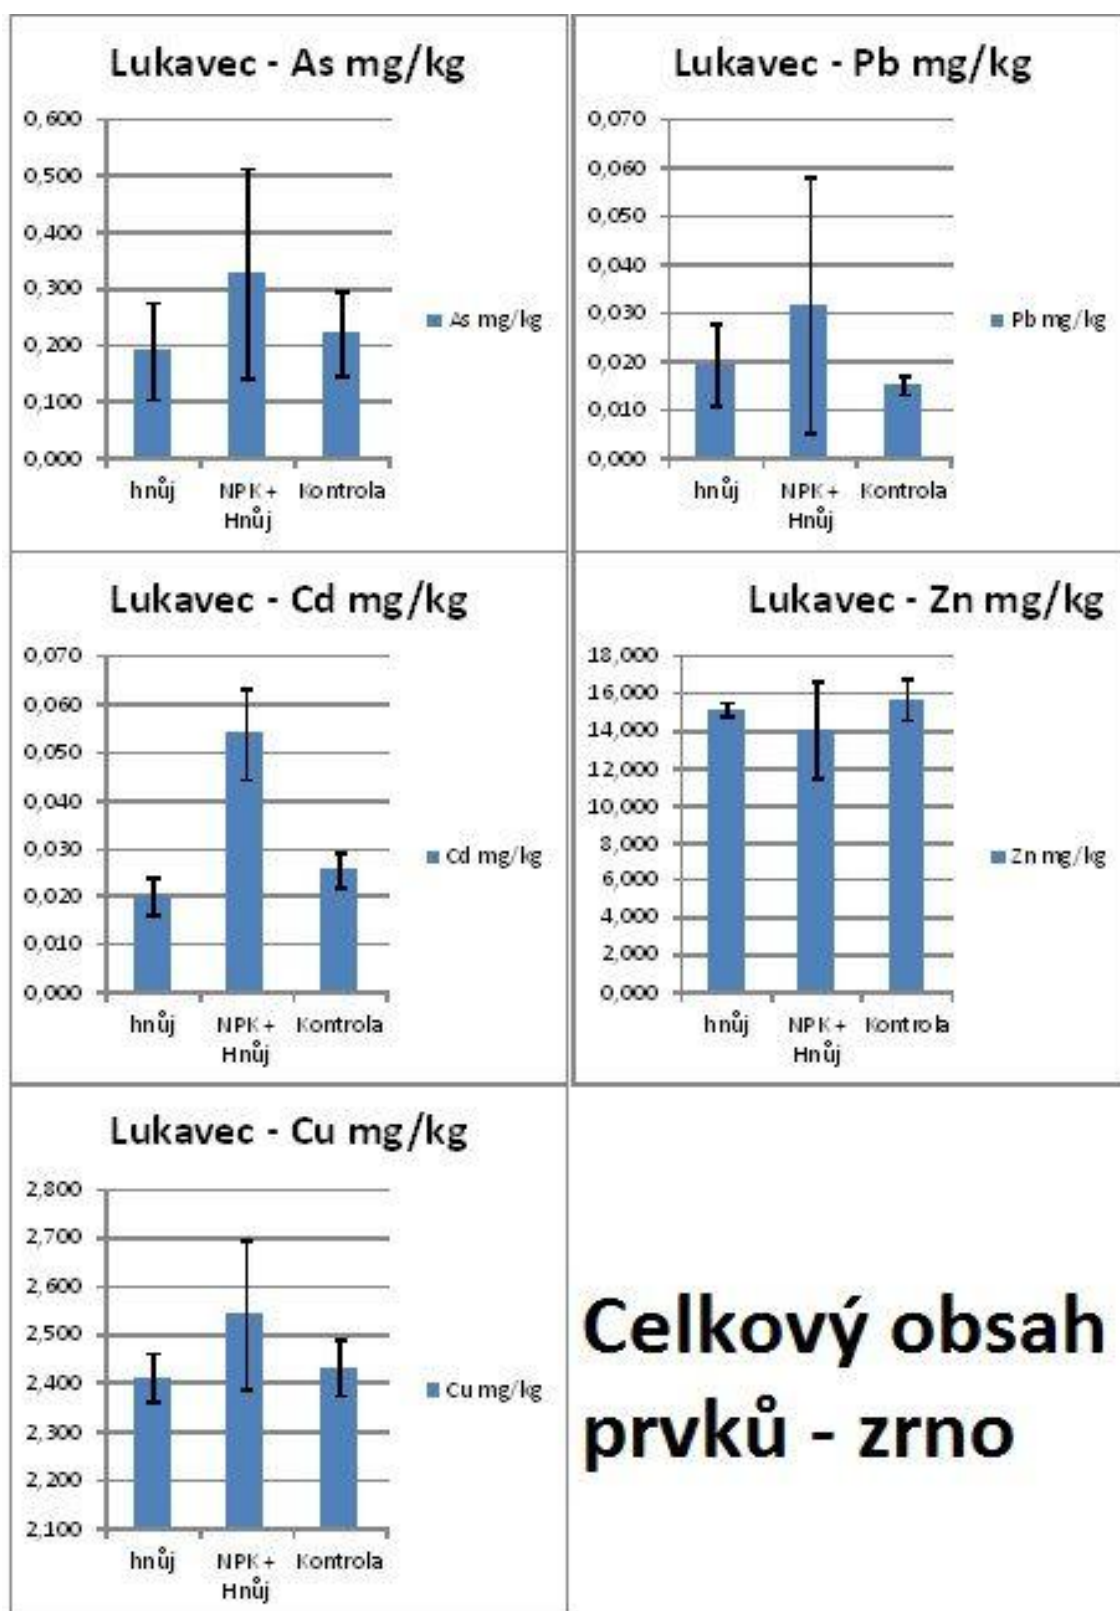 Lukavec - As mg/kg
0,600
0,500
0,400
0,300
0,200
0,100
0,000
hnůj
NPK +
Hnůj
Kontrola
As mg/kg
Lukavec - Pb mg/kg
0,070
0,060
0,050
0,040
0,030
0,020
0,010
0,000
hnůj
NPK +
Hnůj
Kontrola
Pb mg/kg
Lukavec - Cd mg/kg
0,070
0,060
0,050
0,040
0,030
0,020
0,010
0,000
hnůj
NPK +
Hnůj
Kontrola
Cd mg/kg
Lukavec - Zn mg/kg
18,000
16,000
14,000
12,000
10,000
8,000
6,000
4,000
2,000
0,000
hnůj
NPK +
Hnůj
Kontrola
Zn mg/kg
Lukavec - Cu mg/kg
2,800
2,700
2,600
2,500
2,400
2,300
2,200
2,100
hnůj
NPK +
Hnůj
Kontrola
Cu mg/kg
Celkový obsah
prvků - zrno